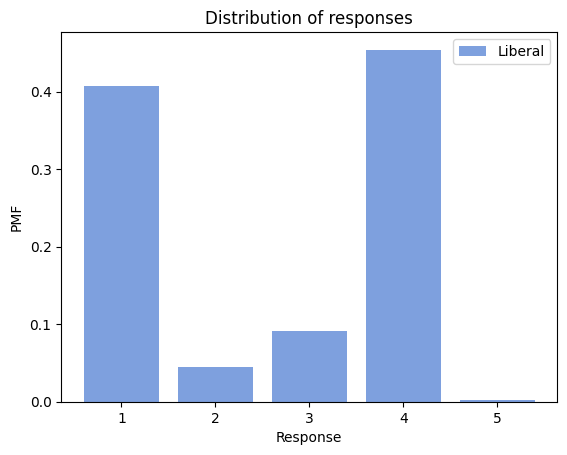 Distribution of responses
Liberal
PMF
0.4
0.3
0.2
0.1
0.0
1 2 3 4 5
Response